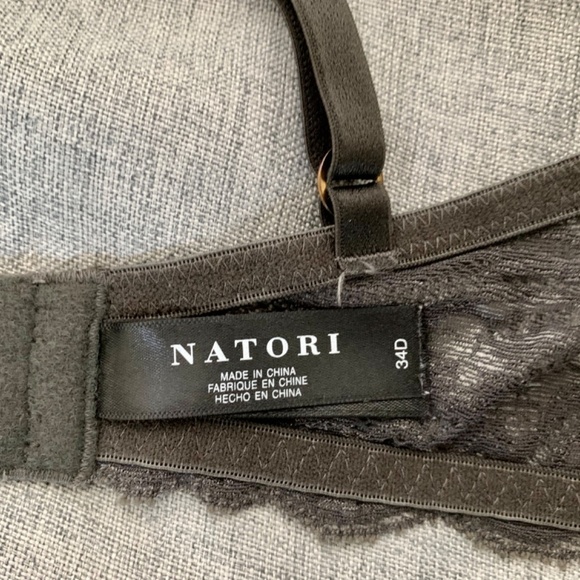 NATORI
MADE IN CHINA
FABRIQUE EN CHINE
HECHO EN CHINA
34D